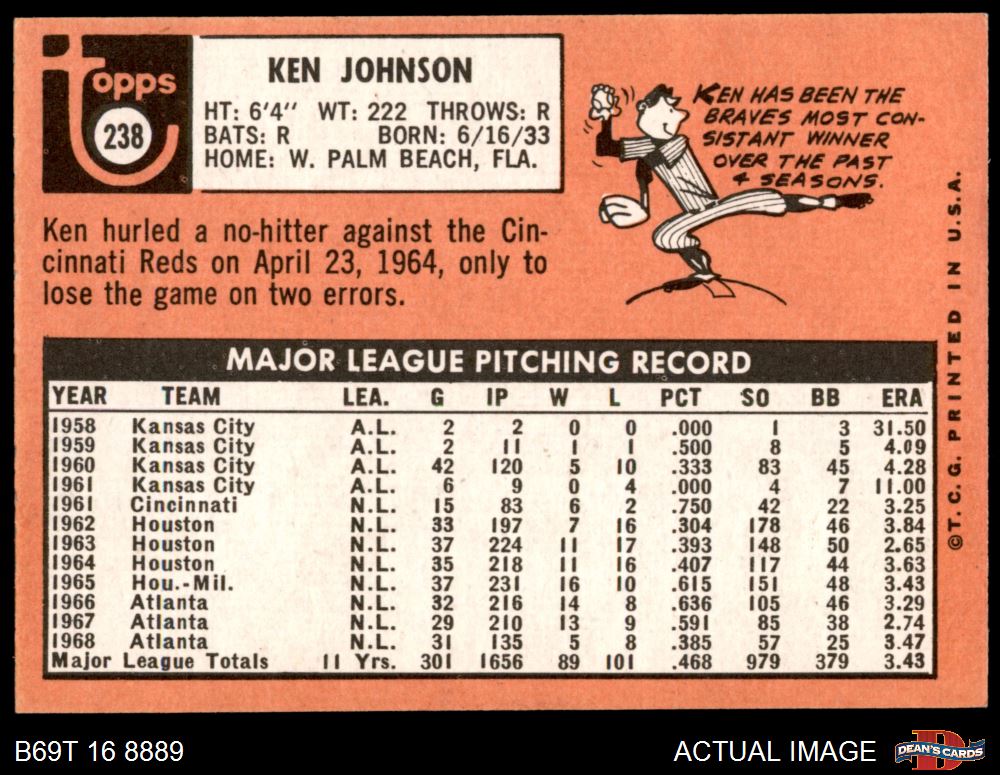 Topps
238
KEN JOHNSON
HT: 6'4" WT: 222 THROWS: R
BATS: R BORN: 6/16/33
HOME: W. PALM BEACH, FLA.
KEN HAS BEEN THE
BRAVES MOST CON-
SISTANT WINNER
OVER THE PAST
4 SEASONS.
Ken hurled a no-hitter against the Cin-
cinnati Reds on April 23, 1964, only to
lose the game on two errors.
MAJOR LEAGUE PITCHING RECORD
YEAR TEAM LEA. G IP W L PCT SO BB ERA
1958 Kansas City A.L. 2 2 0 0 .000 1 3 31.50
1959 Kansas City A.L. 2 11 1 1 .500 8 5 4.09
1960 Kansas City A.L. 42 120 5 10 .333 83 45 4.28
1961 Kansas City A.L. 6 9 0 4 .000 4 7 11.00
1961 Cincinnati N.L. 15 83 6 2 .750 42 22 3.25
1962 Houston N.L. 33 197 7 16 .304 178 46 3.84
1963 Houston N.L. 37 224 11 17 .393 148 50 2.65
1964 Houston N.L. 35 218 11 16 .407 117 44 3.63
1965 Hou.-Mil. N.L. 37 231 16 10 .615 151 48 3.43
1966 Atlanta N.L. 32 216 14 8 .636 105 46 3.29
1967 Atlanta N.L. 29 210 13 9 .591 85 38 2.74
1968 Atlanta N.L. 31 135 5 8 .385 57 25 3.47
Major League Totals 11 Yrs. 301 1656 89 101 .468 979 379 3.43
©T.C.G. PRINTED IN U.S.A.
B69T 16 8889
ACTUAL IMAGE
DEAN'S CARDS